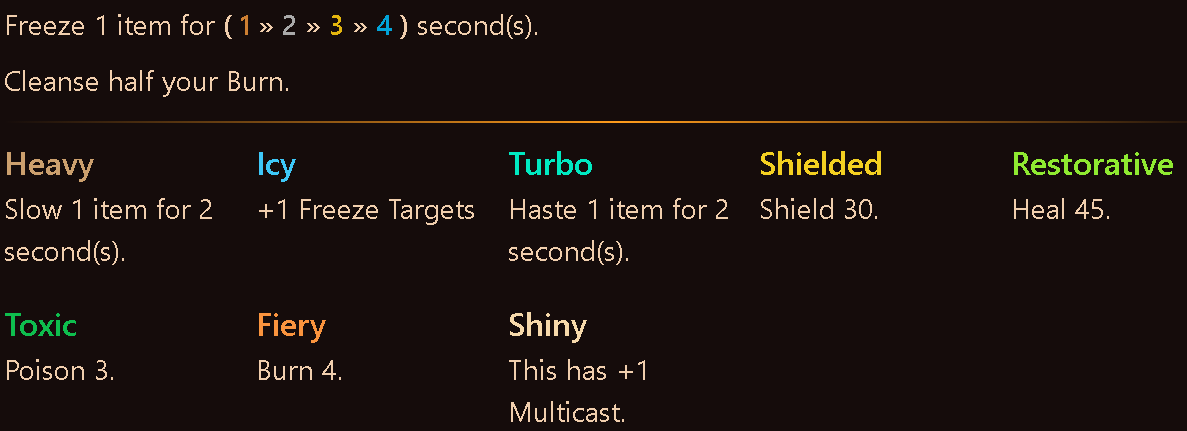 Freeze 1 item for ( 1 » 2 » 3 » 4 ) second(s).
Cleanse half your Burn.
Heavy
Slow 1 item for 2
second(s).
Icy
+1 Freeze Targets
Turbo
Haste 1 item for 2
second(s).
Shielded
Shield 30.
Restorative
Heal 45.
Toxic
Poison 3.
Fiery
Burn 4.
Shiny
This has +1
Multicast.